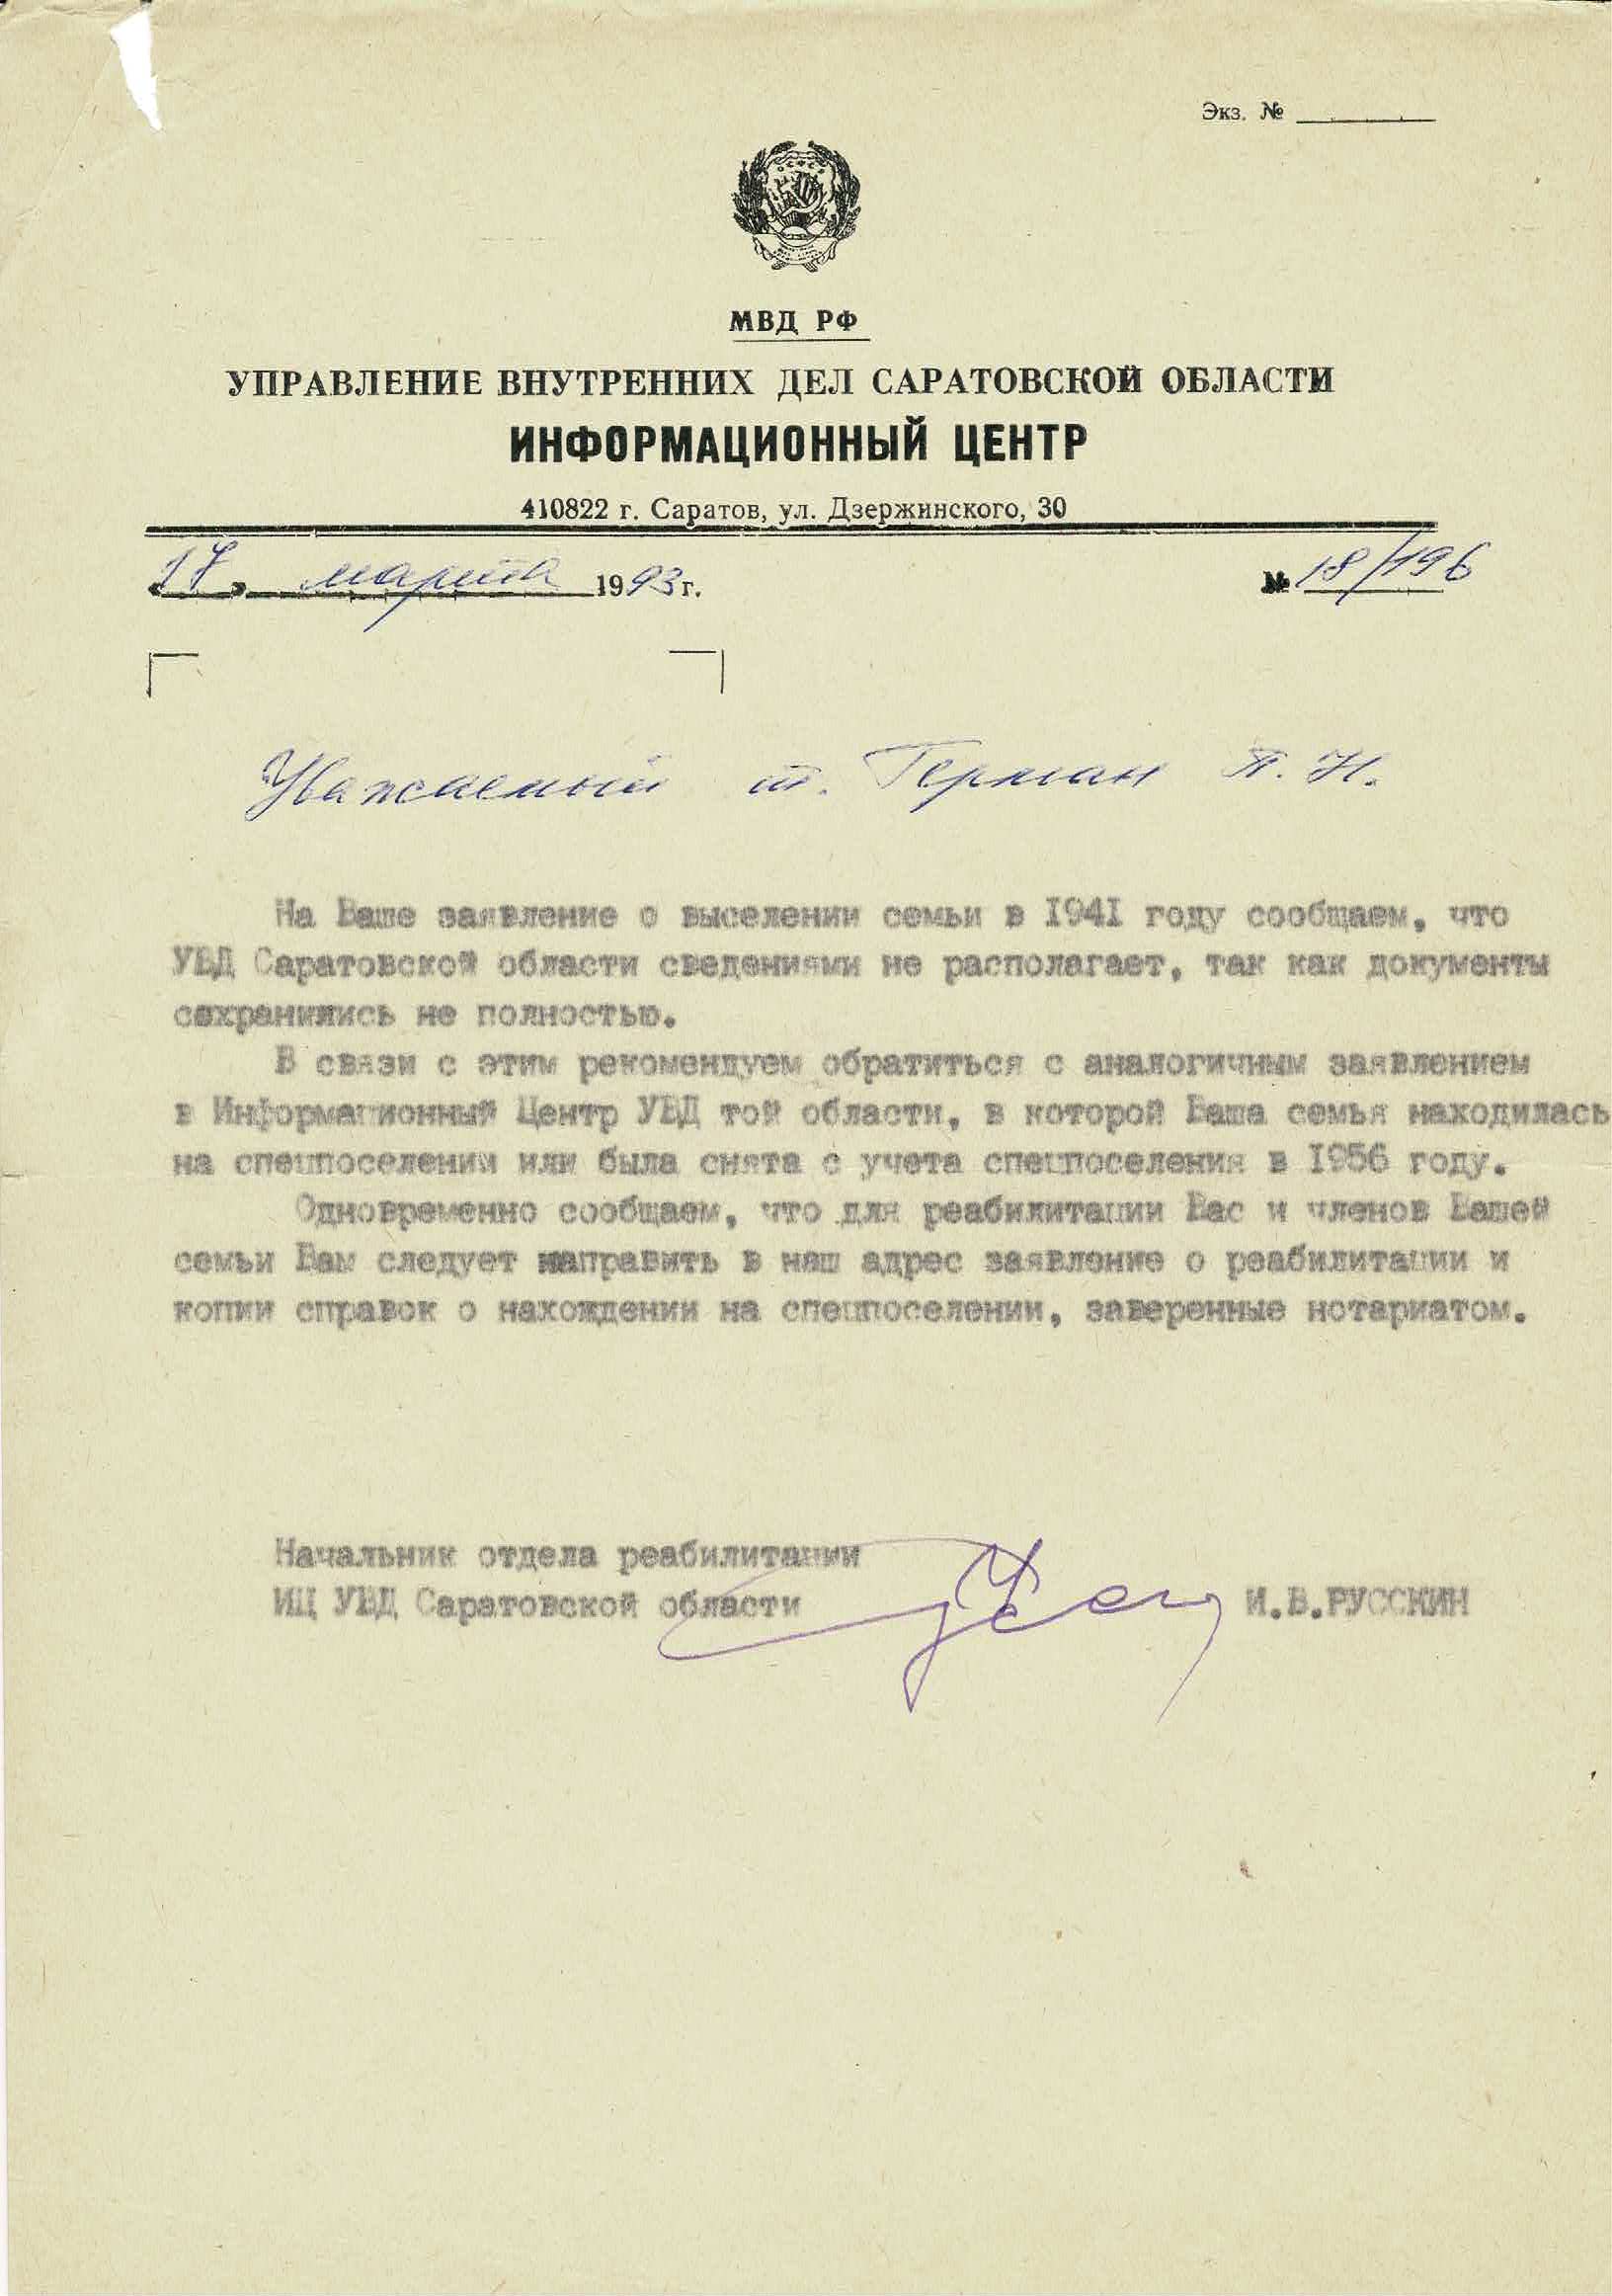 Экз. №
МВД РФ
УПРАВЛЕНИЕ ВНУТРЕННИХ ДЕЛ САРАТОВСКОЙ ОБЛАСТИ
ИНФОРМАЦИОННЫЙ ЦЕНТР
410822 г. Саратов, ул. Дзержинского, 30
17 » марта 1993 г. № 18/196
Уважаемый т. Герман Я. И.
На Ваше заявление о выселении семьи в 1941 году сообщаем, что
УВД Саратовской области сведениями не располагает, так как документы
сохранились не полностью.
В связи с этим рекомендуем обратиться с аналогичным заявлением
в Информационный Центр УВД той области, в которой Ваша семья находилась
на спецпоселении или была снята с учета спецпоселения в 1956 году.
Одновременно сообщаем, что для реабилитации Вас и членов Вашей
семьи Вам следует направить в наш адрес заявление о реабилитации и
копии справок о нахождении на спецпоселении, заверенные нотариатом.
Начальник отдела реабилитации
ИЦ УВД Саратовской области И.В.РУССКИН